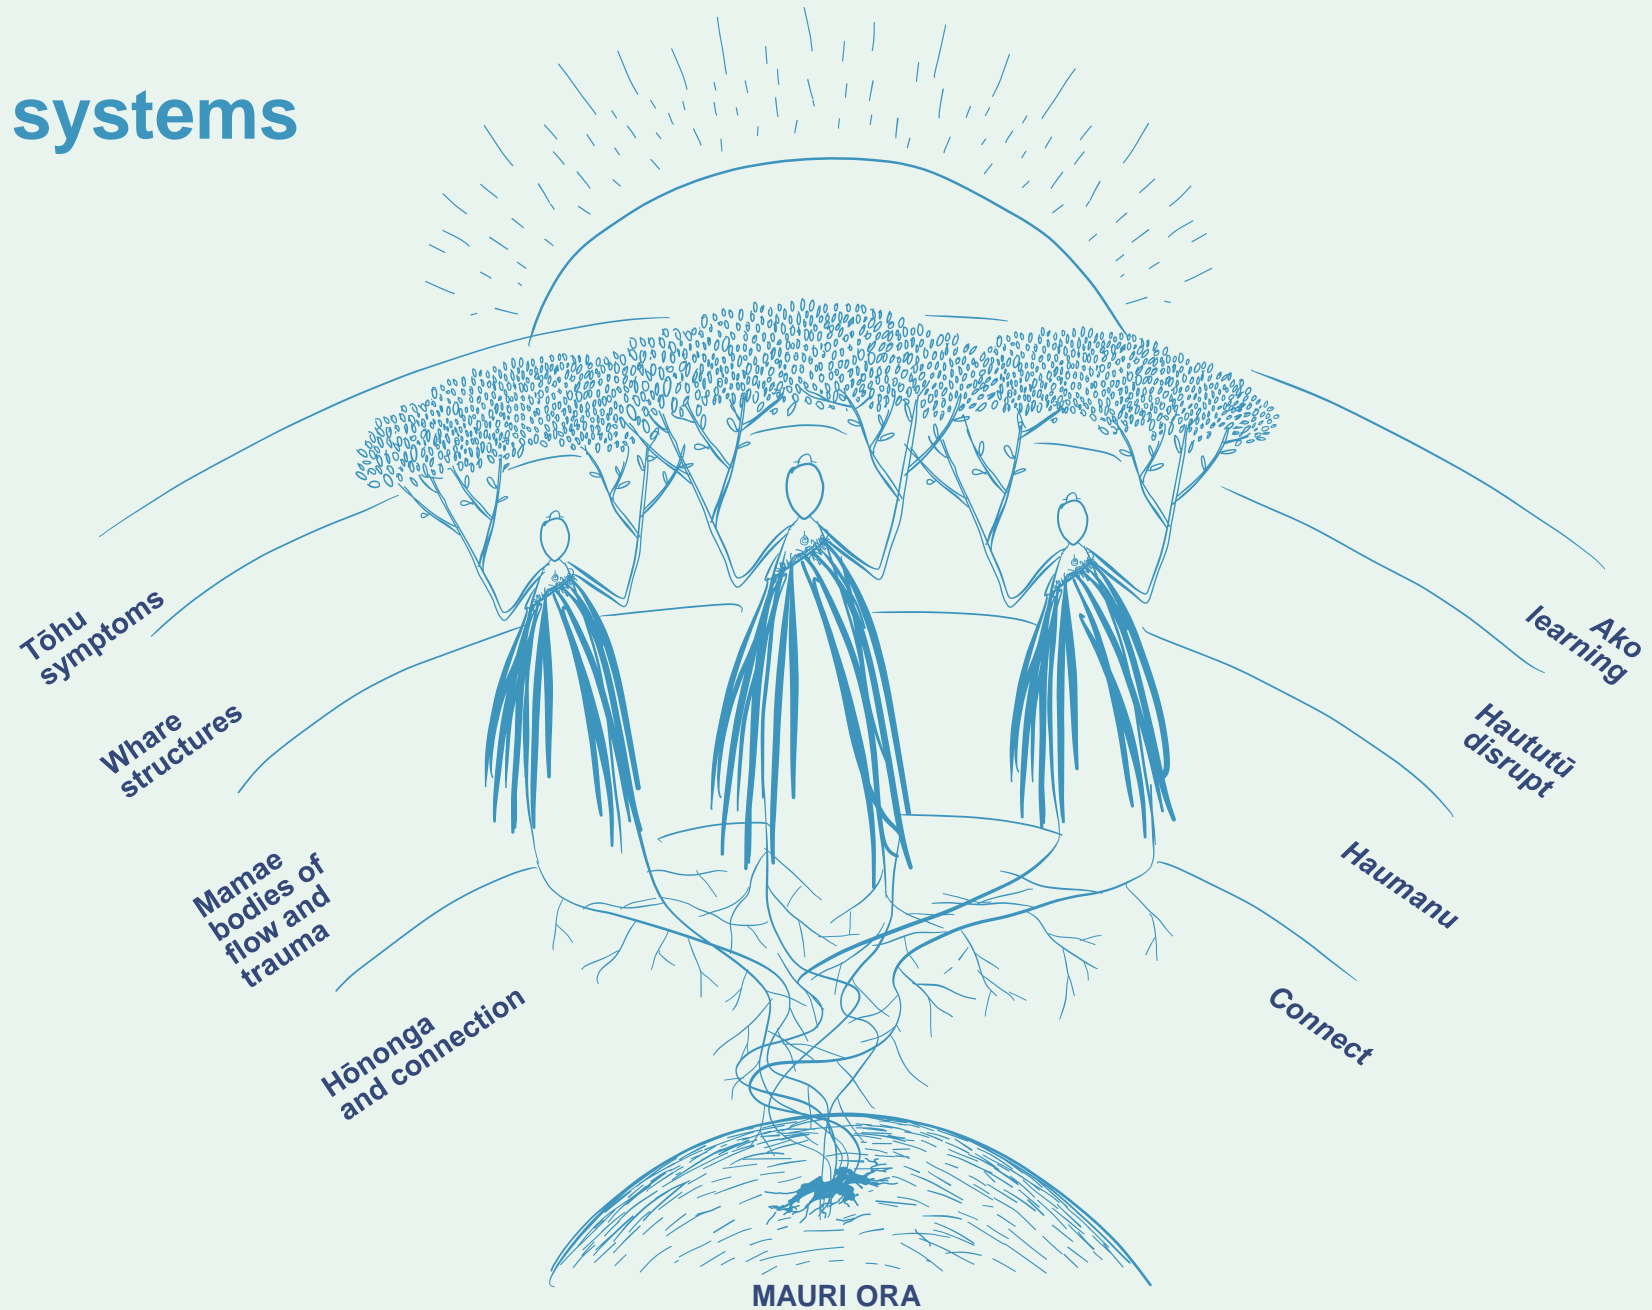 systems
Tōhu
symptoms
Whare
structures
Mamae
bodies of
flow and
trauma
Hōnonga
and connection
Ako
learning
Haututū
disrupt
Haumanu
Connect
MAURI ORA